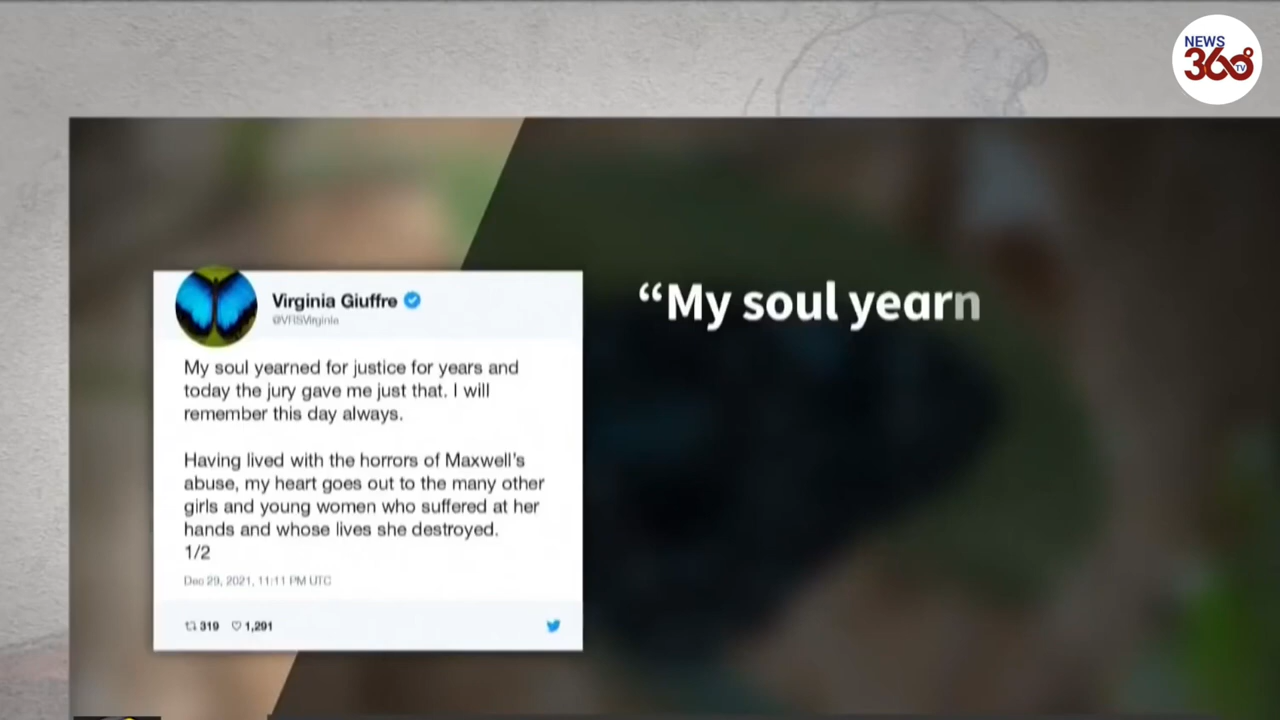 NEWS
360°
TV
Virginia Giuffre
@VRSVirginia
My soul yearned for justice for years and
today the jury gave me just that. I will
remember this day always.
Having lived with the horrors of Maxwell's
abuse, my heart goes out to the many other
girls and young women who suffered at her
hands and whose lives she destroyed.
1/2
Dec 29, 2021, 11:11 PM UTC
319 1,291
“My soul yearn